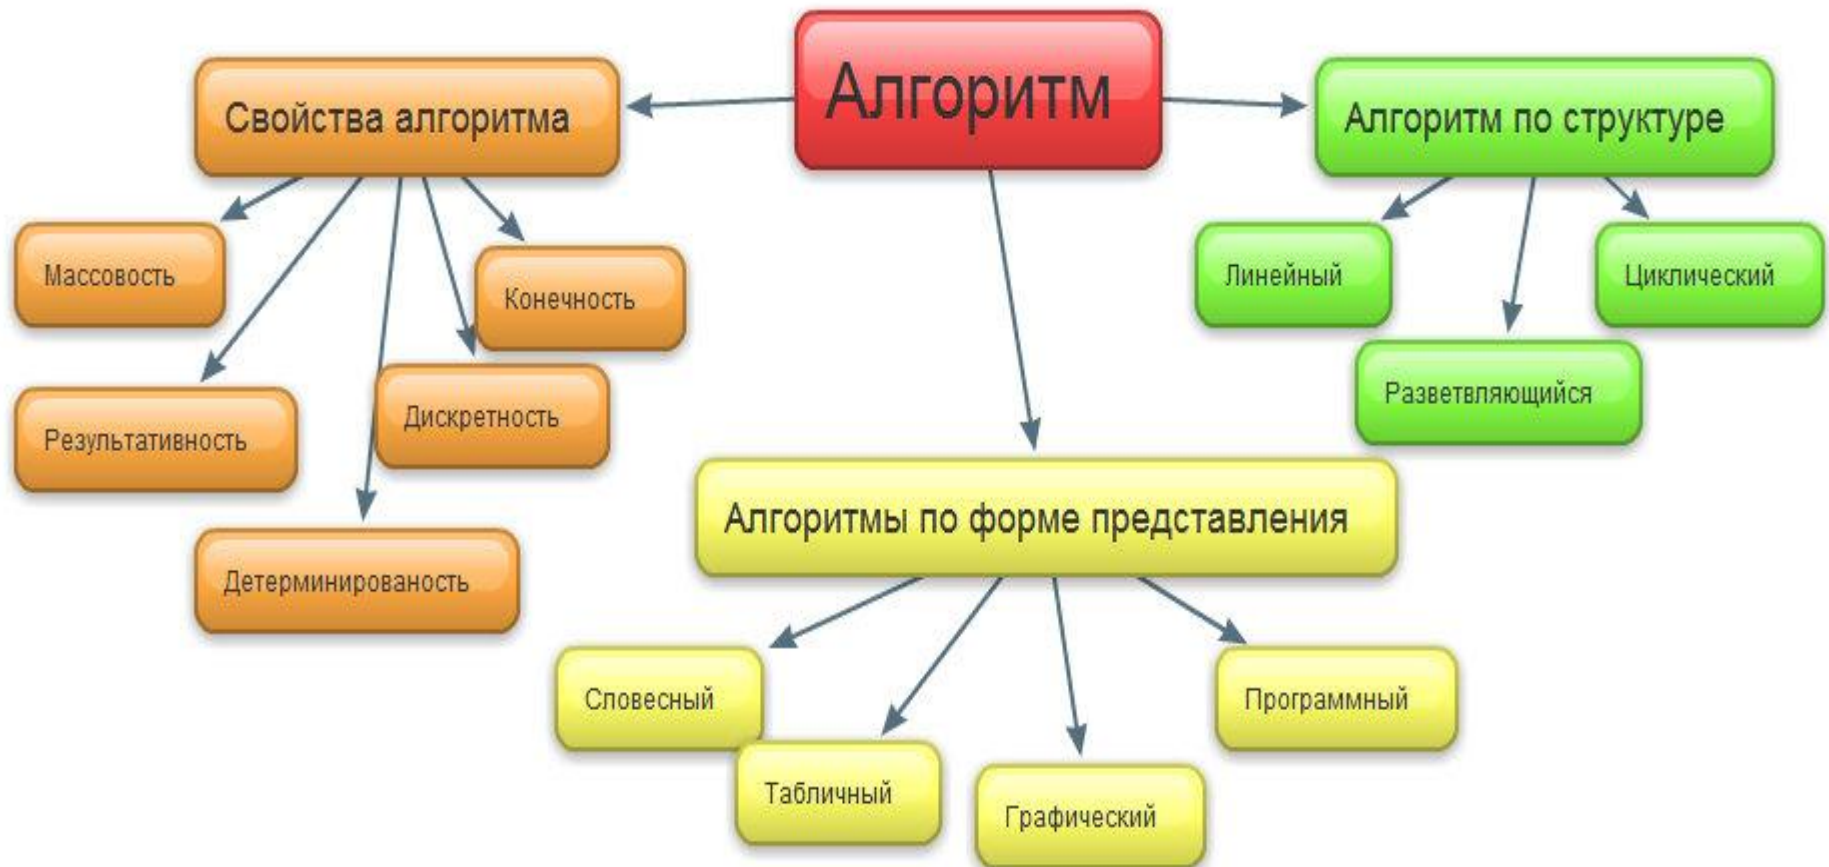 Алгоритм
Свойства алгоритма
Алгоритм по структуре
Массовость
Конечность
Линейный
Циклический
Результативность
Дискретность
Разветвляющийся
Алгоритмы по форме представления
Детерминированость
Словесный
Программный
Табличный
Графический